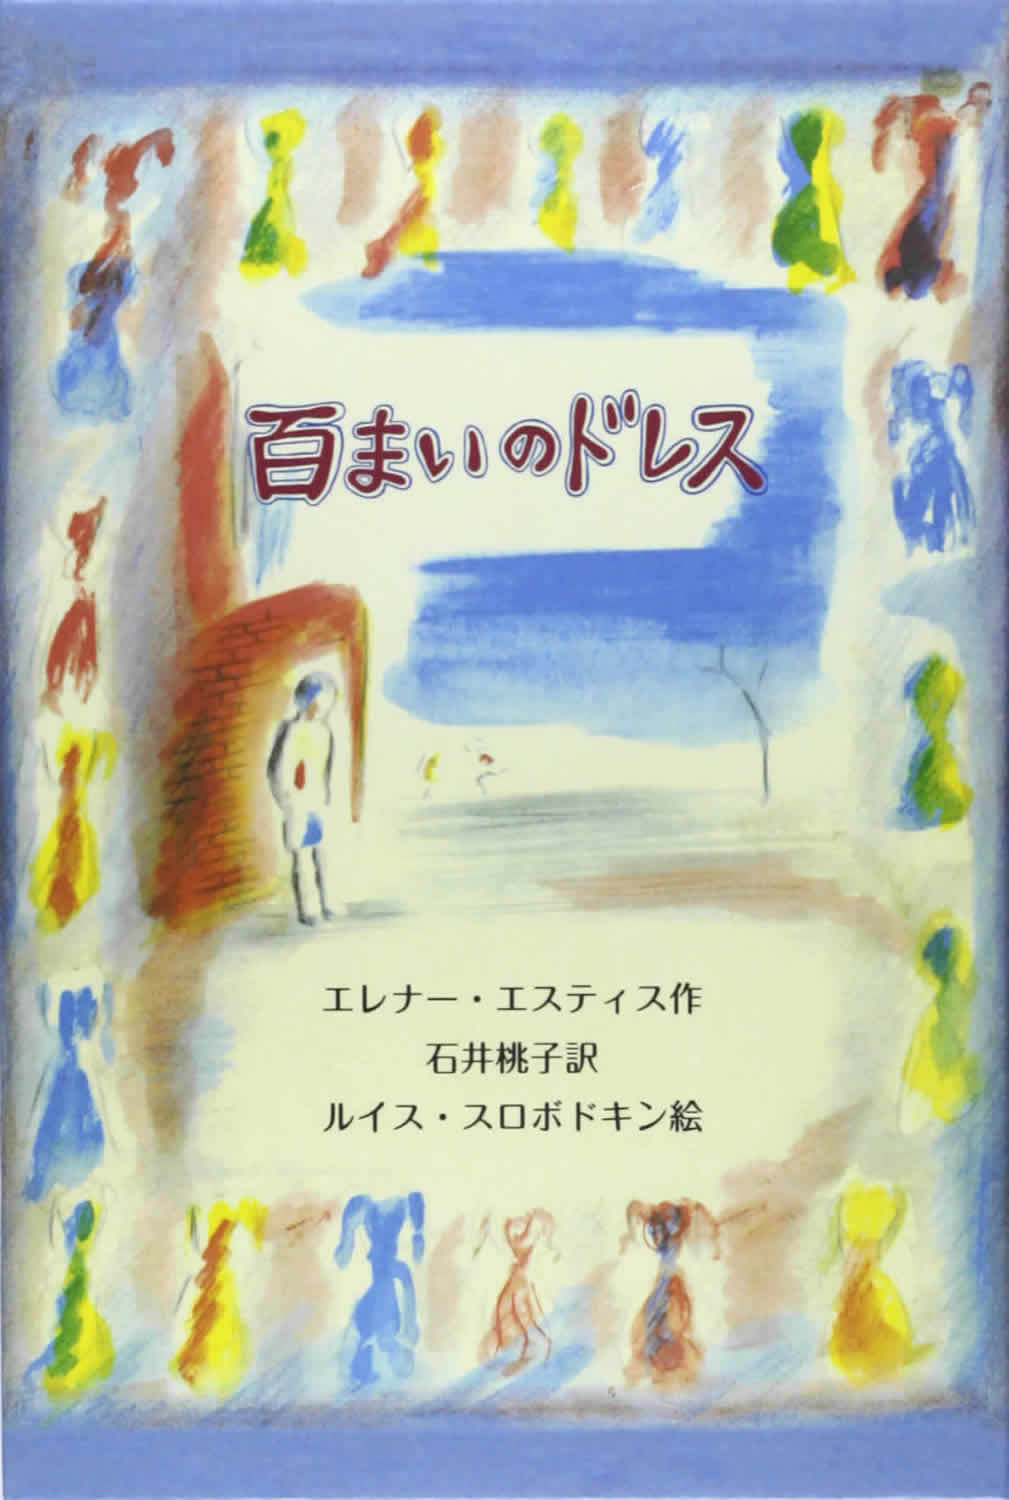 百まいのドレス
エレナー・エスティス作
石井桃子訳
ルイス・スロボドキン絵